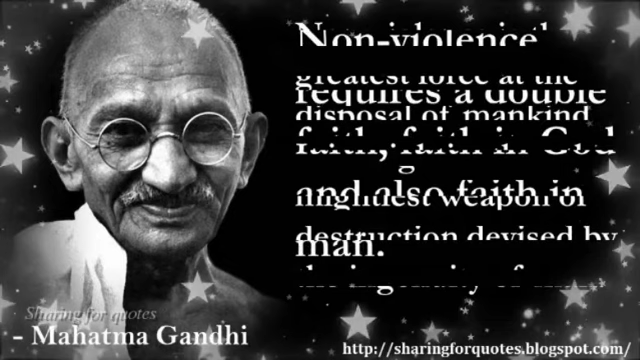 Non-violence
greatest force at the
requires a double
disposal of mankind
faith, faith in God
and also faith in
weapon of
destruction devised by
man.
Sharing for quotes
- Mahatma Gandhi
http://sharingforquotes.blogspot.com/